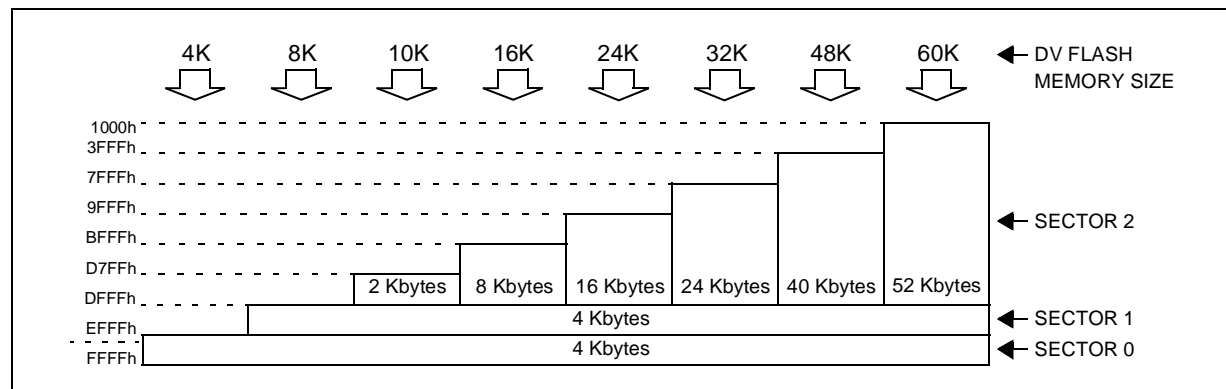 4K 8K 10K 16K 24K 32K 48K 60K DV FLASH
MEMORY SIZE
1000h
3FFFh
7FFFh
9FFFh
SECTOR 2
BFFFh
D7FFh
2 Kbytes 8 Kbytes 16 Kbytes 24 Kbytes 40 Kbytes 52 Kbytes
DFFFh
4 Kbytes SECTOR 1
EFFFh
4 Kbytes SECTOR 0
FFFFh